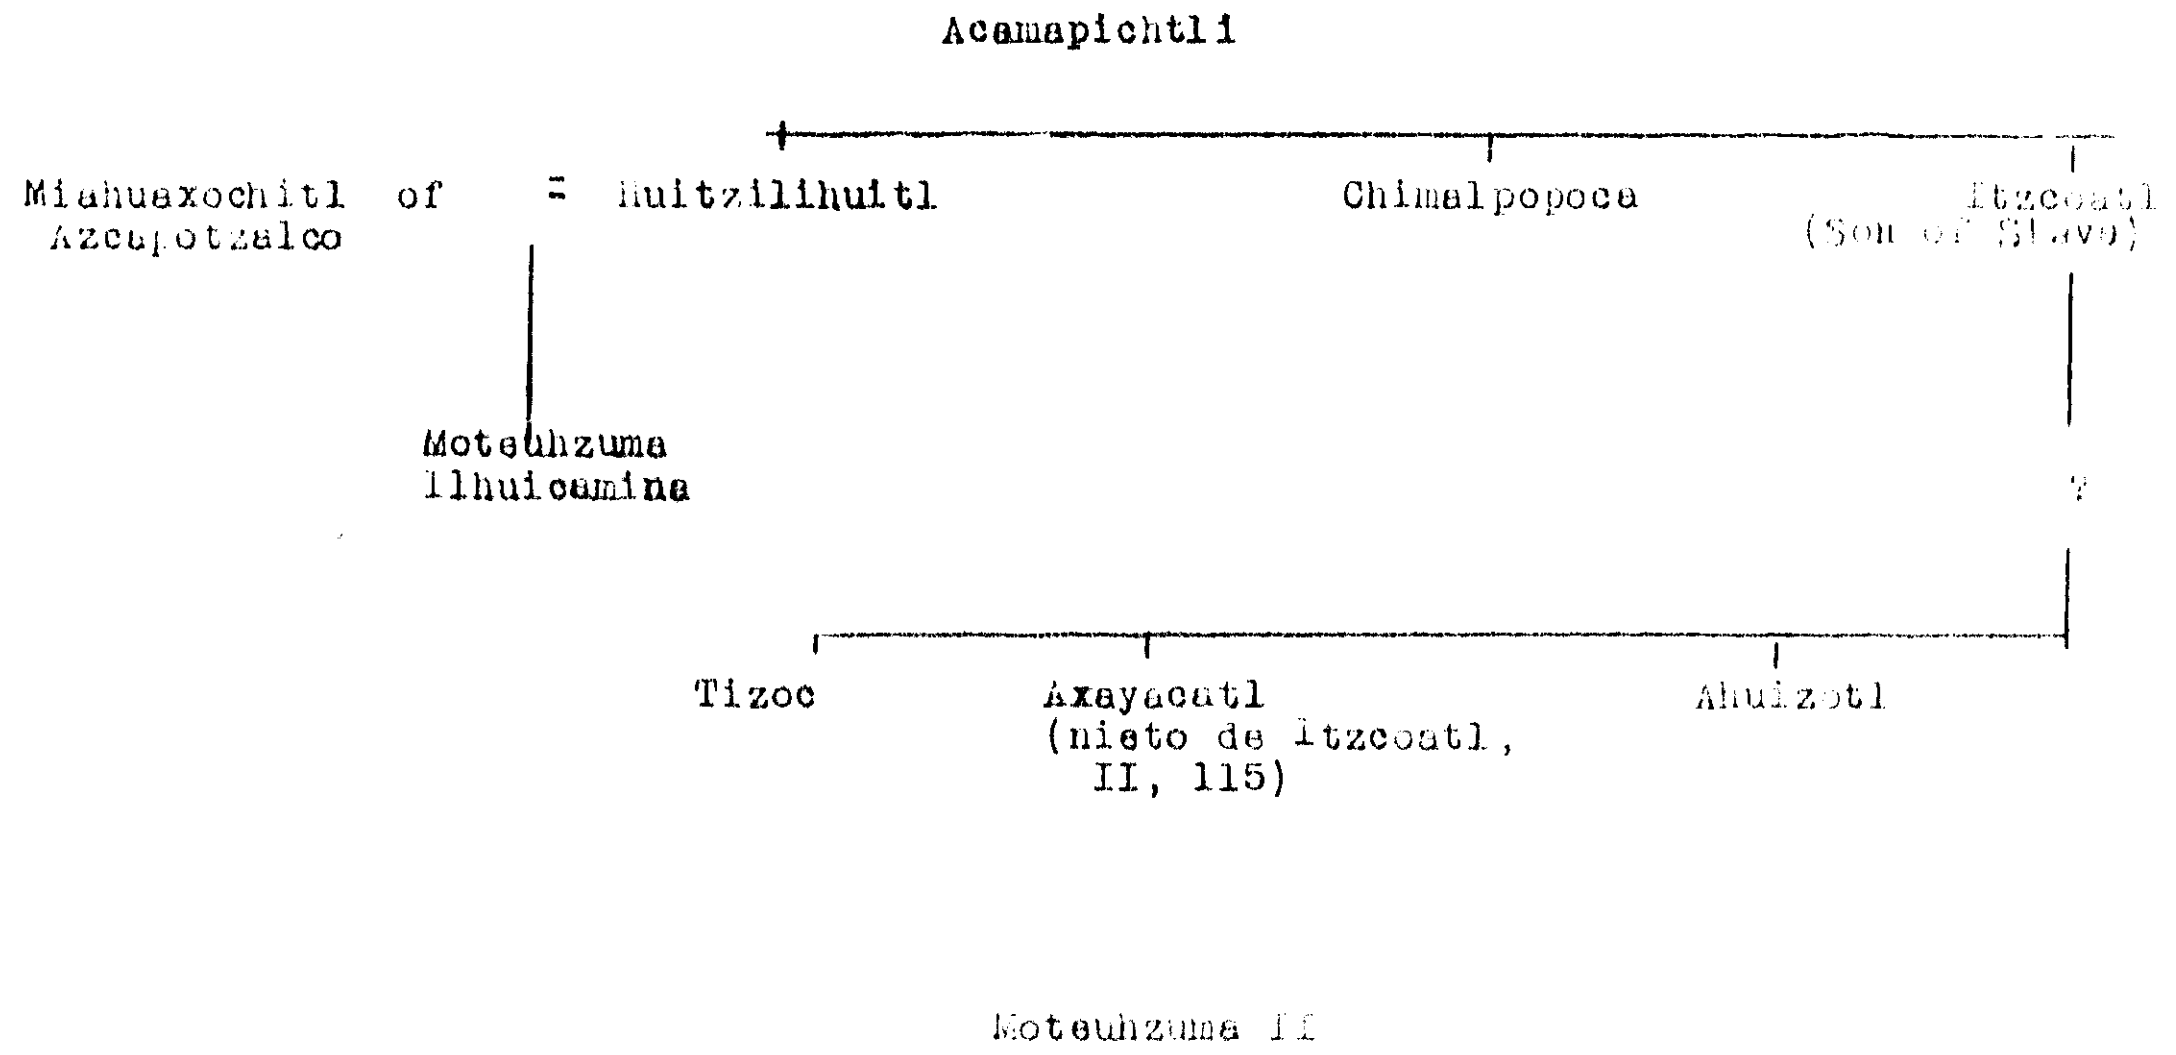 Acamapichtli
Miahuaxochitl of = Huitzilihuitl Chimalpopoca Itzcoatl
Azcapotzalco (Son of Slave)
Moteuhzuma
Ilhuicamina ?
Tizoc Axayacatl Ahuizotl
(nieto de Itzcoatl,
II, 115)
Moteuhzuma II